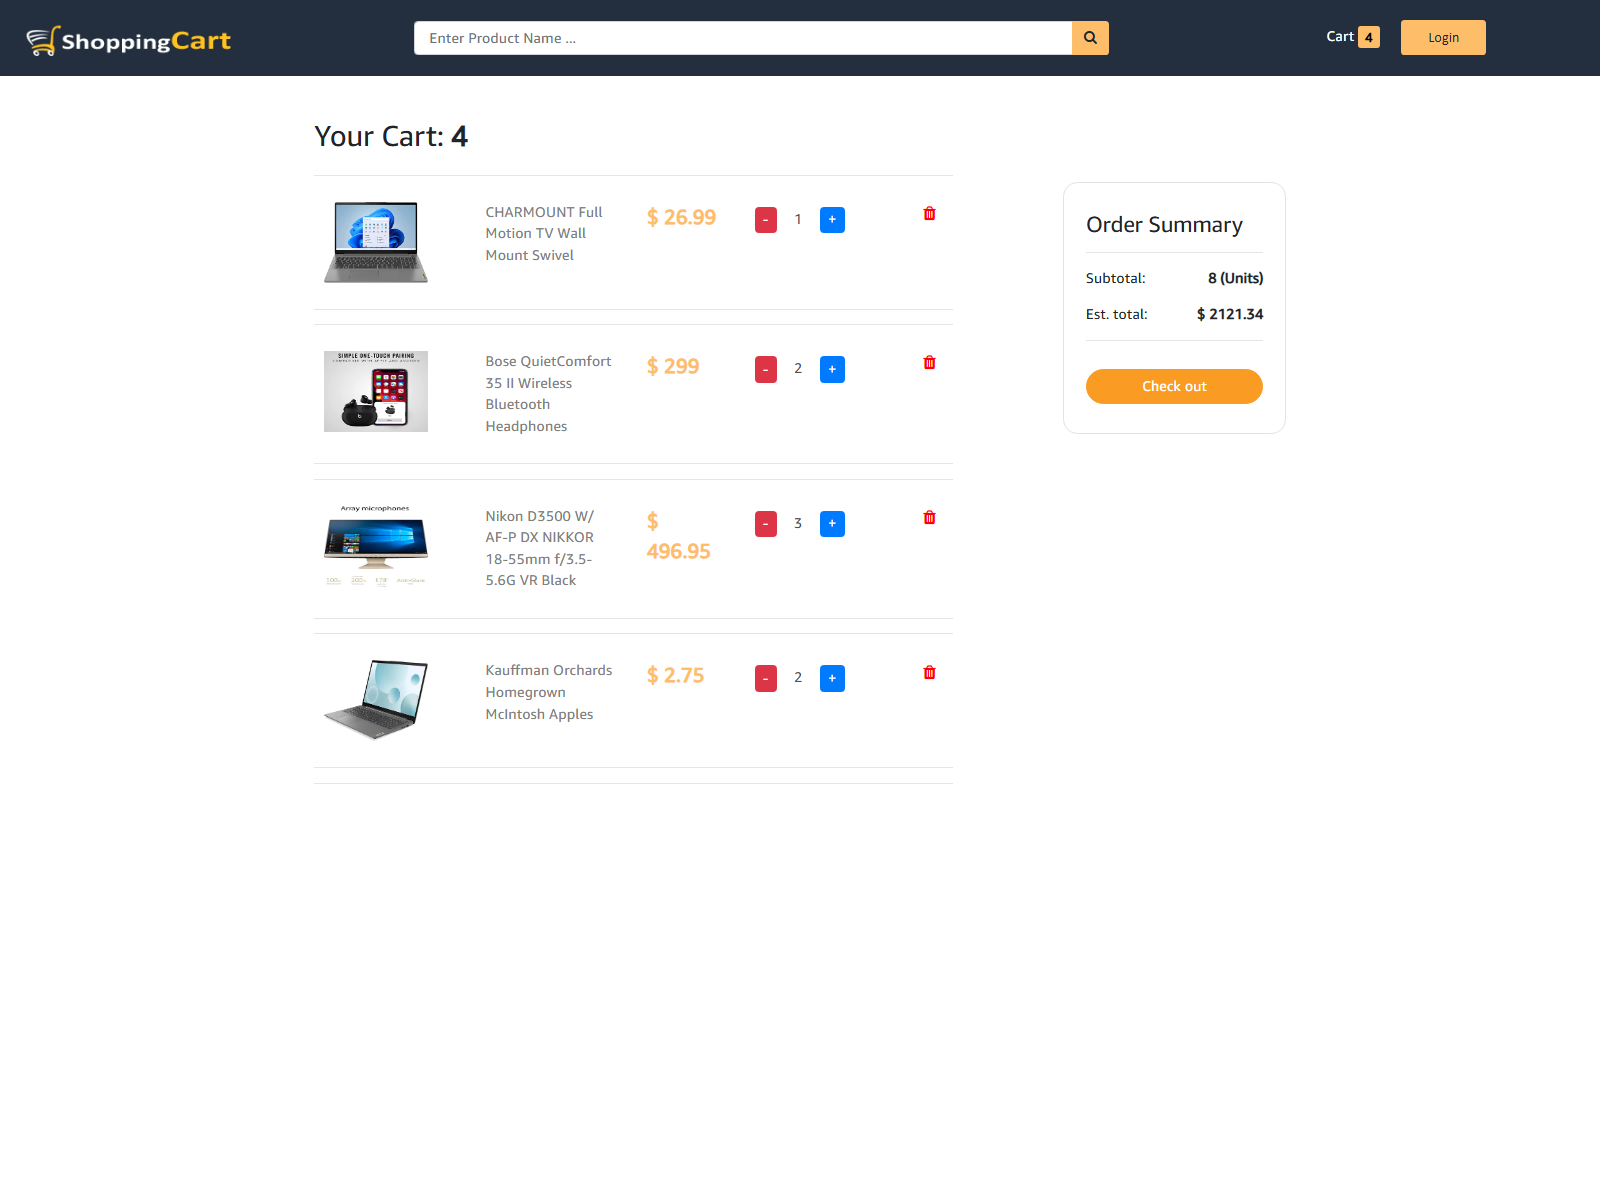 ShoppingCart
Enter Product Name ...
Cart 4
Login
Your Cart: 4
CHARMOUNT Full
Motion TV Wall
Mount Swivel
$ 26.99
- 1 +
Order Summary
Subtotal: 8 (Units)
Est. total: $ 2121.34
Check out
SIMPLE ONE-TOUCH PAIRING
Bose QuietComfort
35 II Wireless
Bluetooth
Headphones
$ 299
- 2 +
Array microphones
Nikon D3500 W/
AF-P DX NIKKOR
18-55mm f/3.5-
5.6G VR Black
$
496.95
- 3 +
Kauffman Orchards
Homegrown
McIntosh Apples
$ 2.75
- 2 +